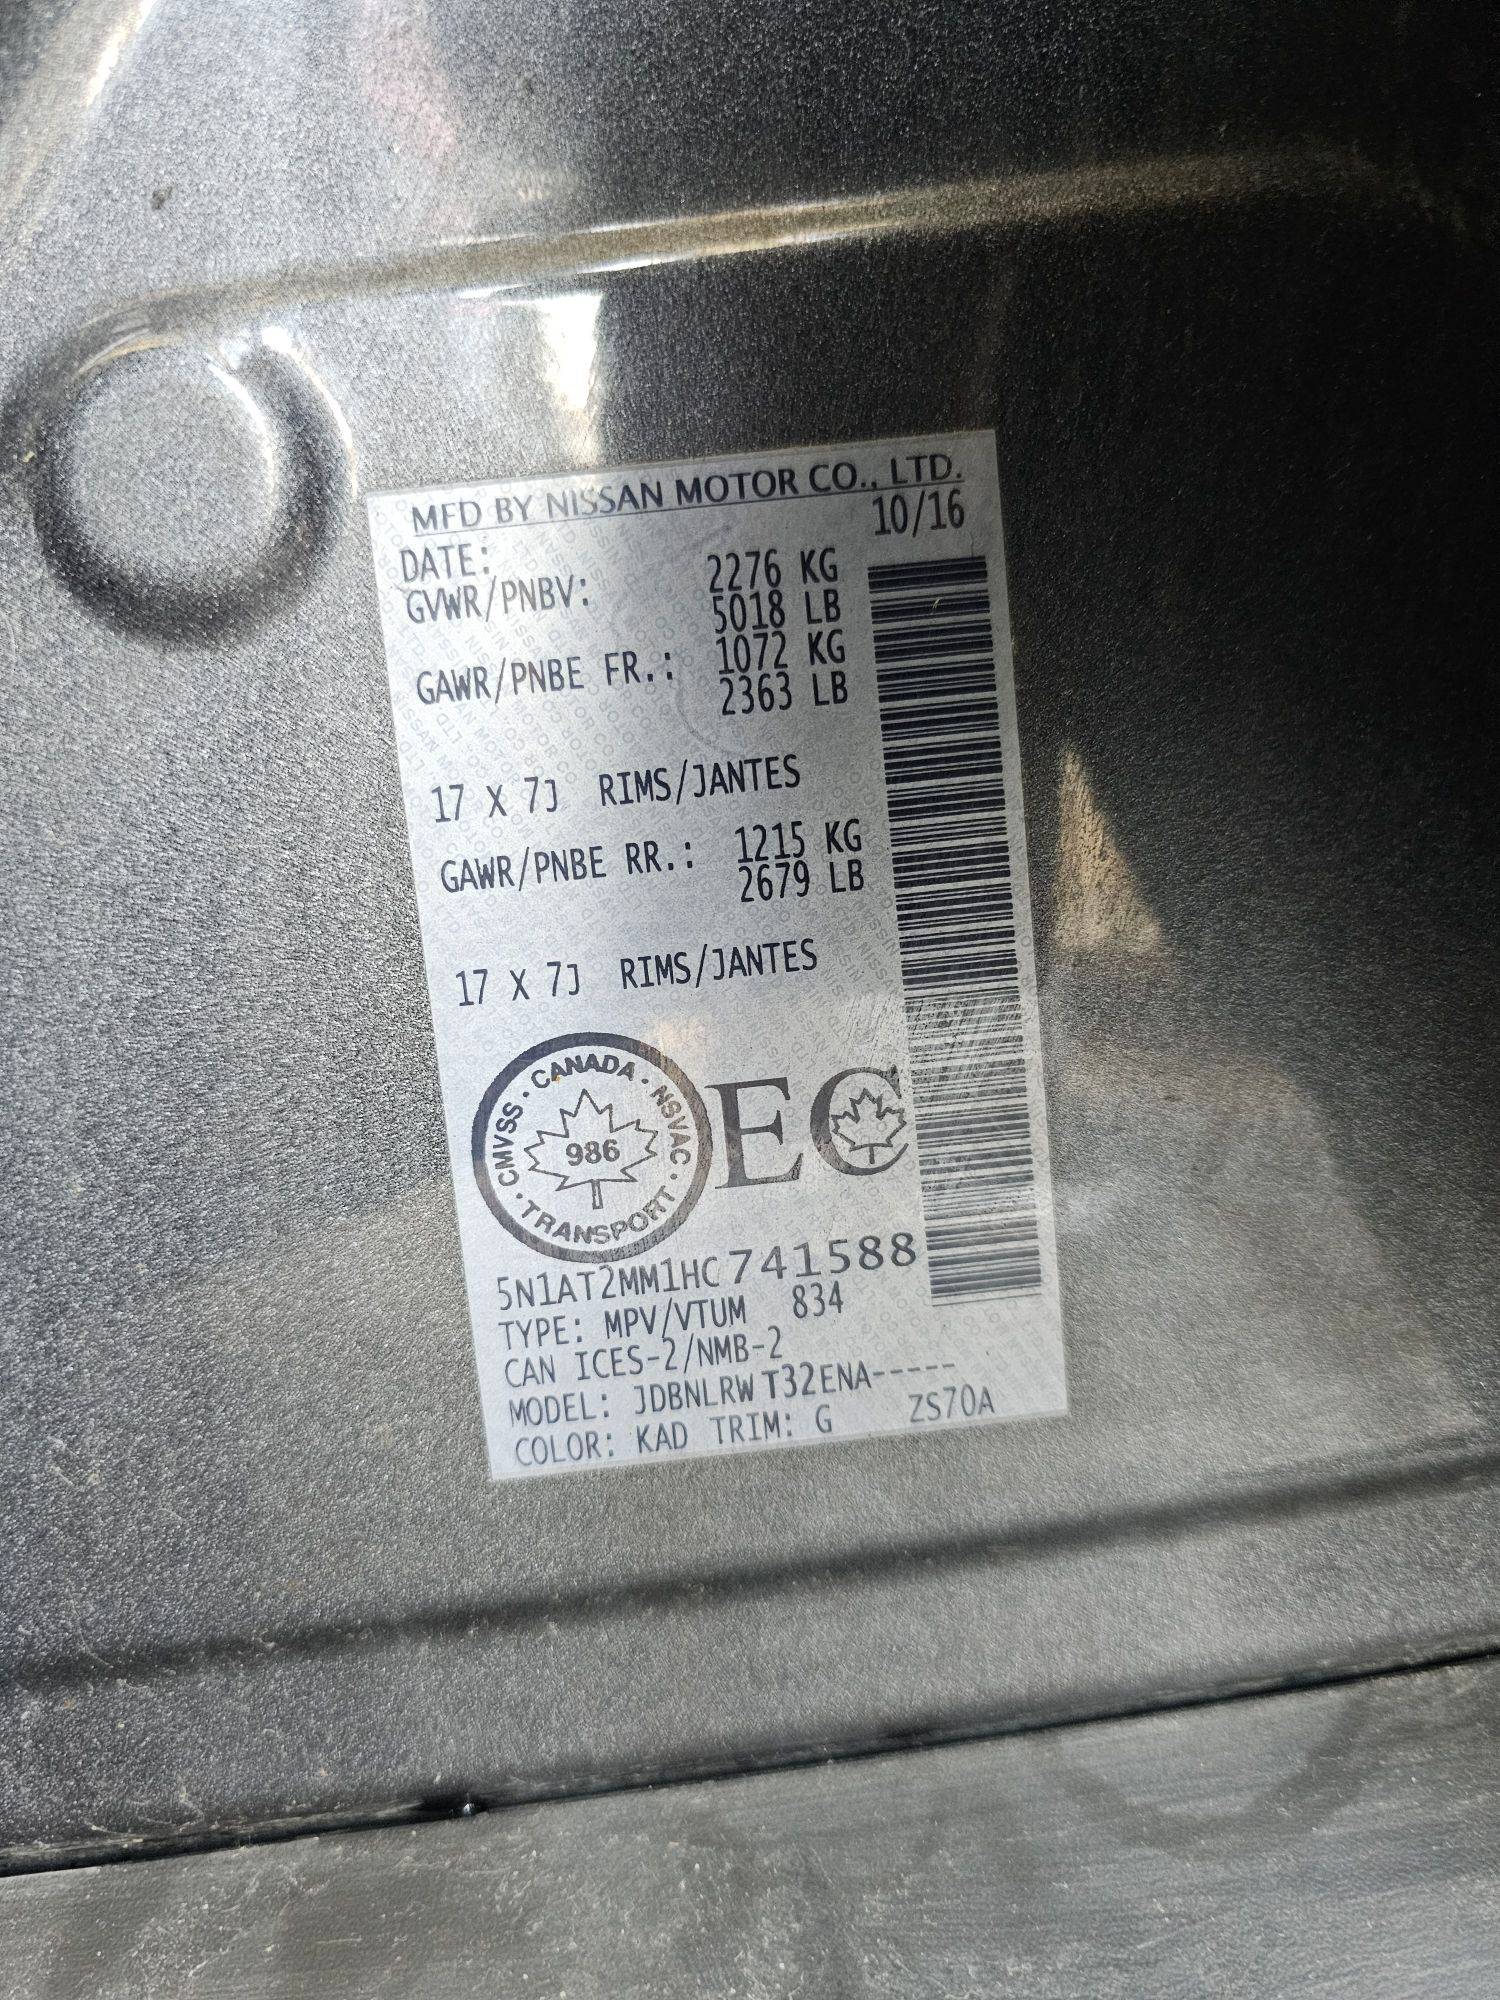 MFD BY NISSAN MOTOR CO., LTD.
DATE: 10/16
GVWR/PNBV: 2276 KG
5018 LB
GAWR/PNBE FR.: 1072 KG
2363 LB
17 X 7J RIMS/JANTES
GAWR/PNBE RR.: 1215 KG
2679 LB
17 X 7J RIMS/JANTES
CMVSS · CANADA · NSVAC · TRANSPORT ·
986
EC
5N1AT2MM1HC741588
TYPE: MPV/VTUM 834
CAN ICES-2/NMB-2
MODEL: JDBNLRW T32ENA-----
COLOR: KAD TRIM: G ZS70A